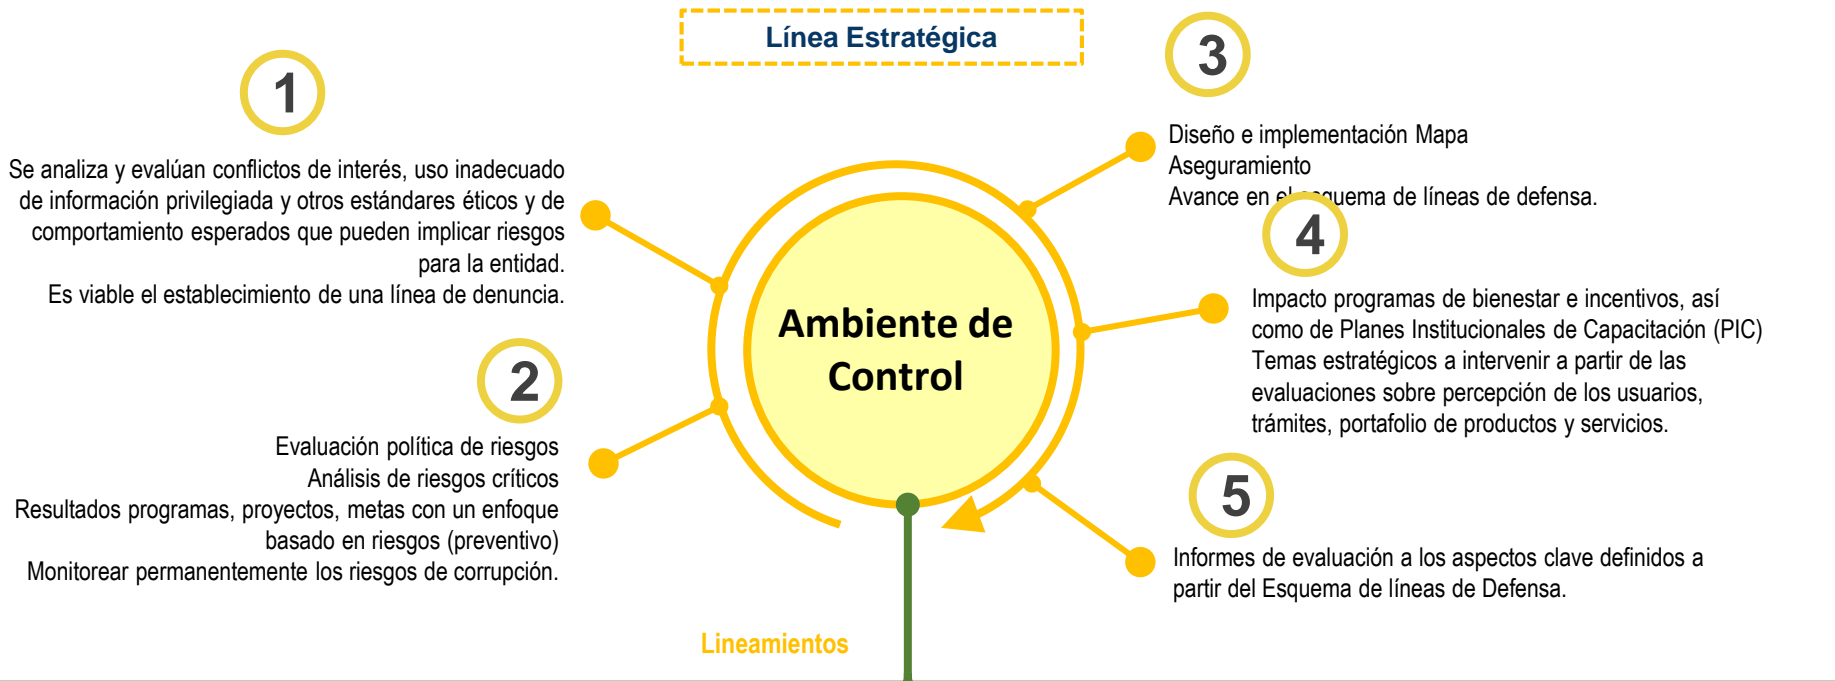 Línea Estratégica
1
Se analiza y evalúan conflictos de interés, uso inadecuado
de información privilegiada y otros estándares éticos y de
comportamiento esperados que pueden implicar riesgos
para la entidad.
Es viable el establecimiento de una línea de denuncia.
2
Evaluación política de riesgos
Análisis de riesgos críticos
Resultados programas, proyectos, metas con un enfoque
basado en riesgos (preventivo)
Monitorear permanentemente los riesgos de corrupción.
Ambiente de
Control
3
Diseño e implementación Mapa
Aseguramiento
Avance en el esquema de líneas de defensa.
4
Impacto programas de bienestar e incentivos, así
como de Planes Institucionales de Capacitación (PIC)
Temas estratégicos a intervenir a partir de las
evaluaciones sobre percepción de los usuarios,
trámites, portafolio de productos y servicios.
5
Informes de evaluación a los aspectos clave definidos a
partir del Esquema de líneas de Defensa.
Lineamientos